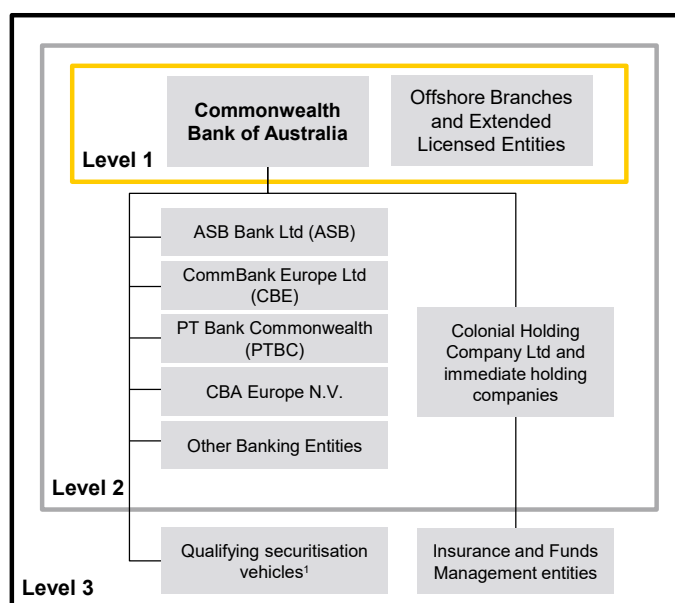 Commonwealth
Bank of Australia
Offshore Branches
and Extended
Licensed Entities
Level 1
ASB Bank Ltd (ASB)
CommBank Europe Ltd
(CBE)
PT Bank Commonwealth
(PTBC)
CBA Europe N.V.
Other Banking Entities
Colonial Holding
Company Ltd and
immediate holding
companies
Level 2
Qualifying securitisation
vehicles¹
Insurance and Funds
Management entities
Level 3